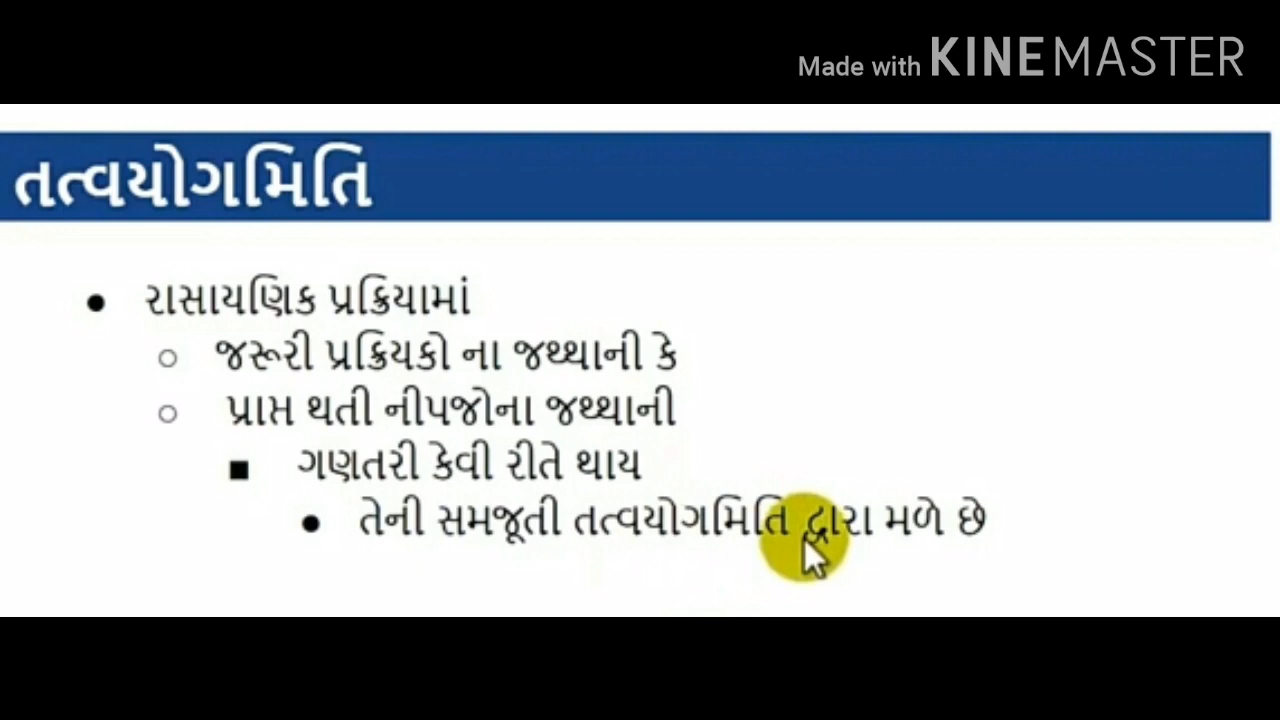 Made with KINEMASTER
તત્વયોગમિતિ
● રાસાયણિક પ્રક્રિયામાં
○ જરૂરી પ્રક્રિયકો ના જથ્થાની કે
○ પ્રાપ્ત થતી નીપજોના જથ્થાની
■ ગણતરી કેવી રીતે થાય
● તેની સમજૂતી તત્વયોગમિતિ દ્વારા મળે છે